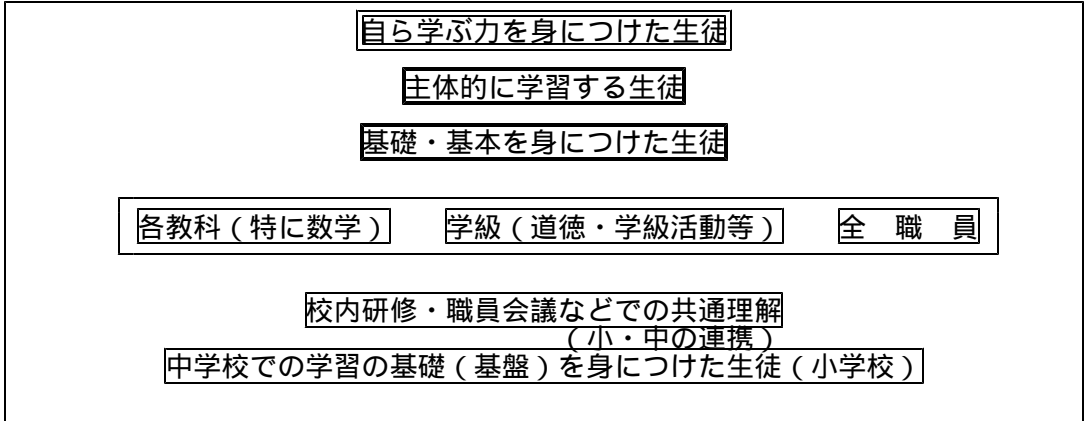 自ら学ぶ力を身につけた生徒
主体的に学習する生徒
基礎・基本を身につけた生徒
各教科(特に数学) 学級(道徳・学級活動等) 全 職 員
校内研修・職員会議などでの共通理解
(小・中の連携)
中学校での学習の基礎(基盤)を身につけた生徒(小学校)